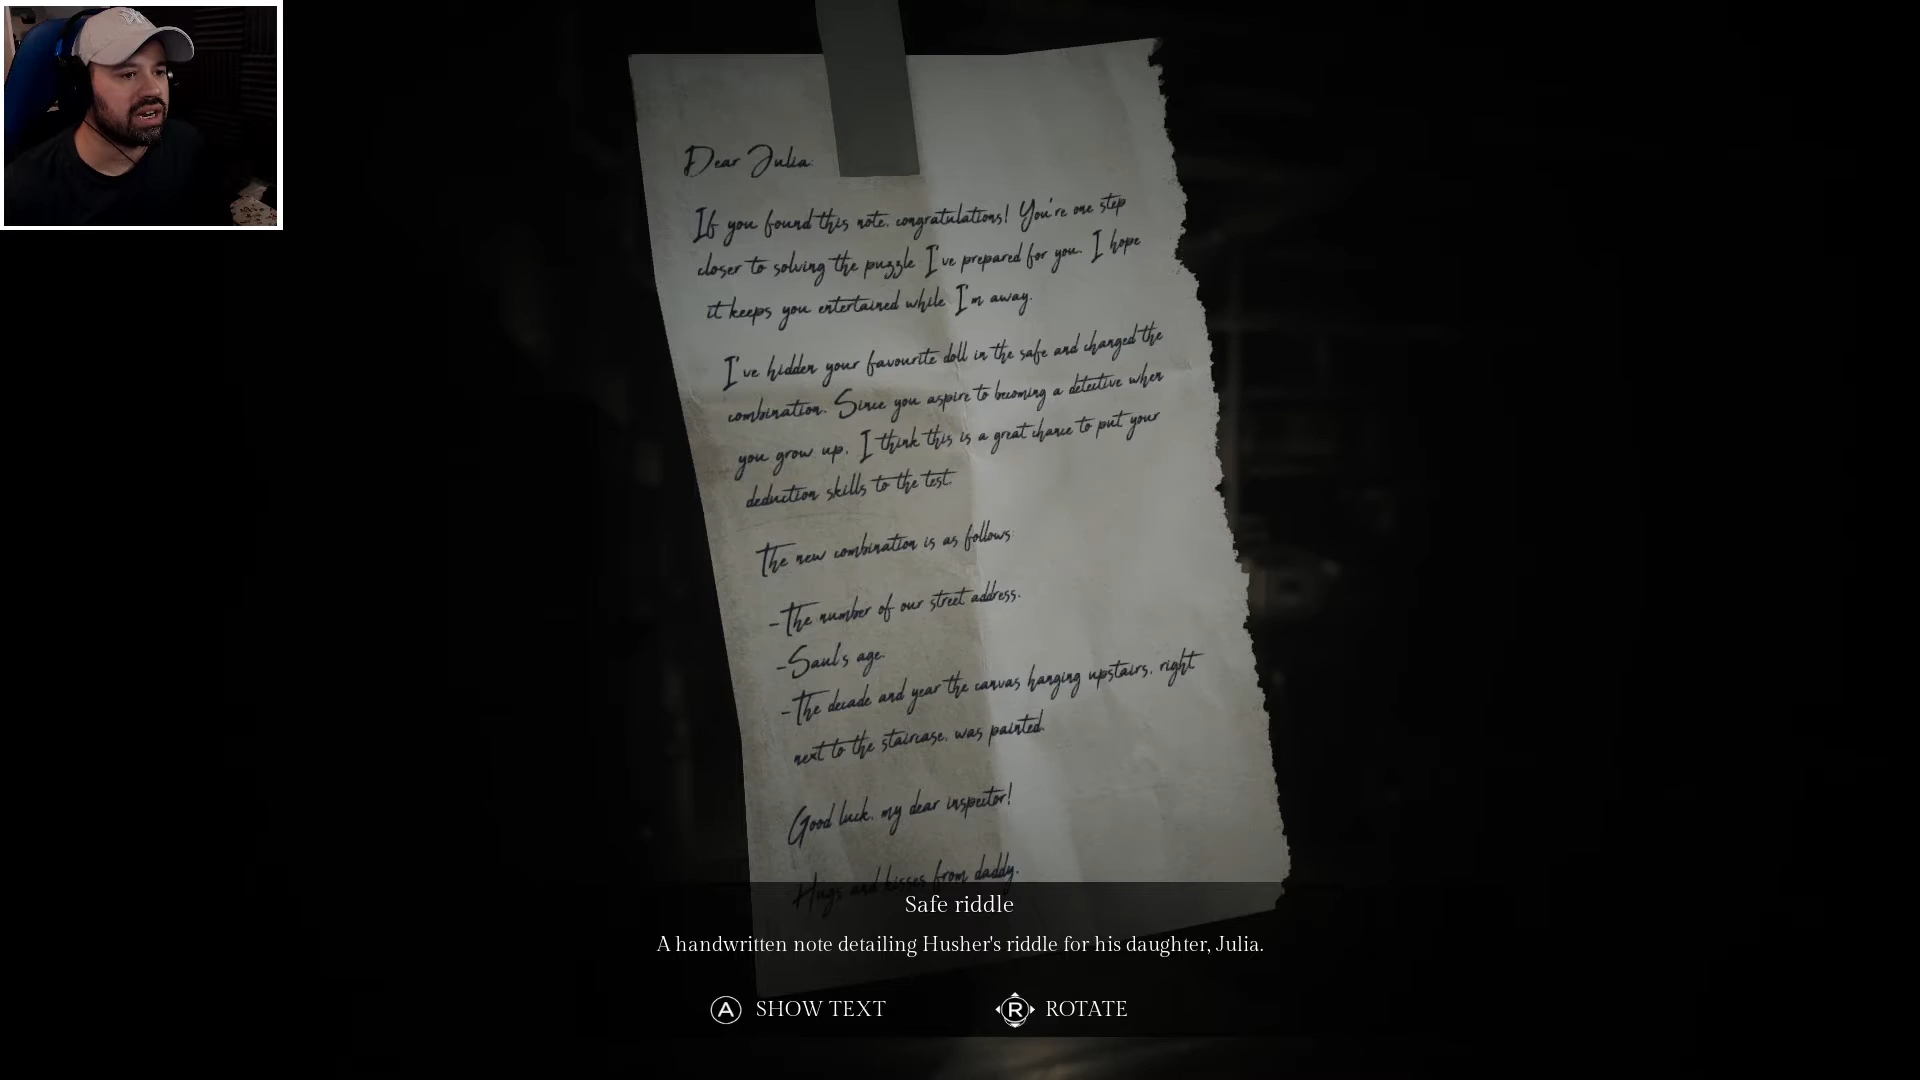 Dear Julia:
If you found this note, congratulations! You're one step
closer to solving the puzzle I've prepared for you. I hope
it keeps you entertained while I'm away.
I've hidden your favourite doll in the safe and changed the
combination. Since you aspire to becoming a detective when
you grow up, I think this is a great chance to put your
deduction skills to the test.
The new combination is as follows:
-The number of our street address.
-Saul's age.
-The decade and year the canvas hanging upstairs, right
next to the staircase, was painted.
Good luck, my dear inspector!
Hugs and kisses from daddy.
Safe riddle
A handwritten note detailing Husher's riddle for his daughter, Julia.
A SHOW TEXT
R ROTATE